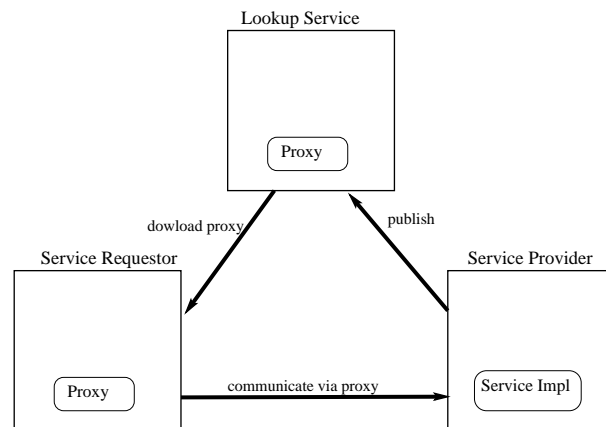 Lookup Service
Proxy
dowload proxy
publish
Service Requestor
Service Provider
Proxy
communicate via proxy
Service Impl